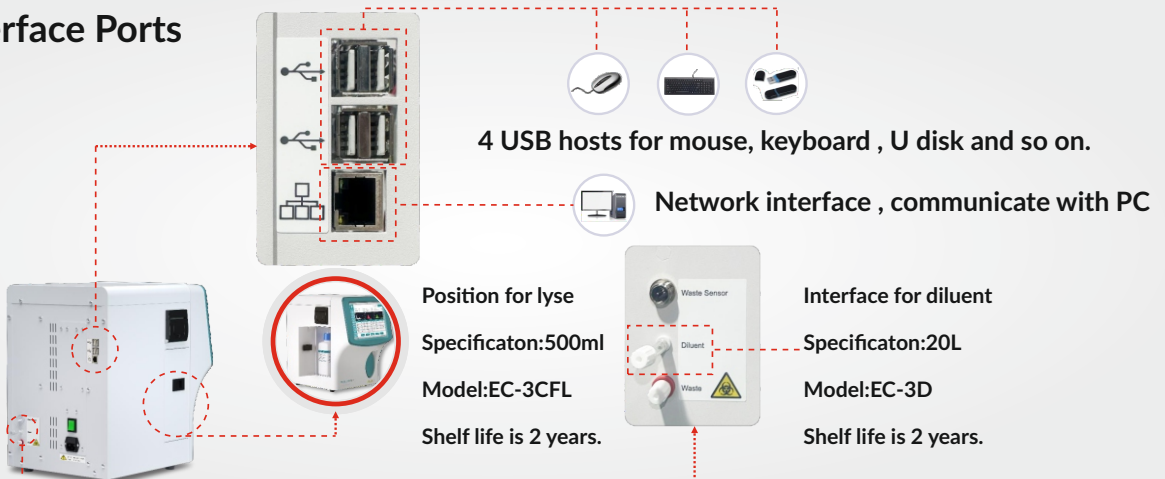 rface Ports
4 USB hosts for mouse, keyboard , U disk and so on.
Network interface , communicate with PC
Position for lyse
Specificaton:500ml
Model:EC-3CFL
Shelf life is 2 years.
Waste Sensor
Diluent
Waste
Interface for diluent
Specificaton:20L
Model:EC-3D
Shelf life is 2 years.